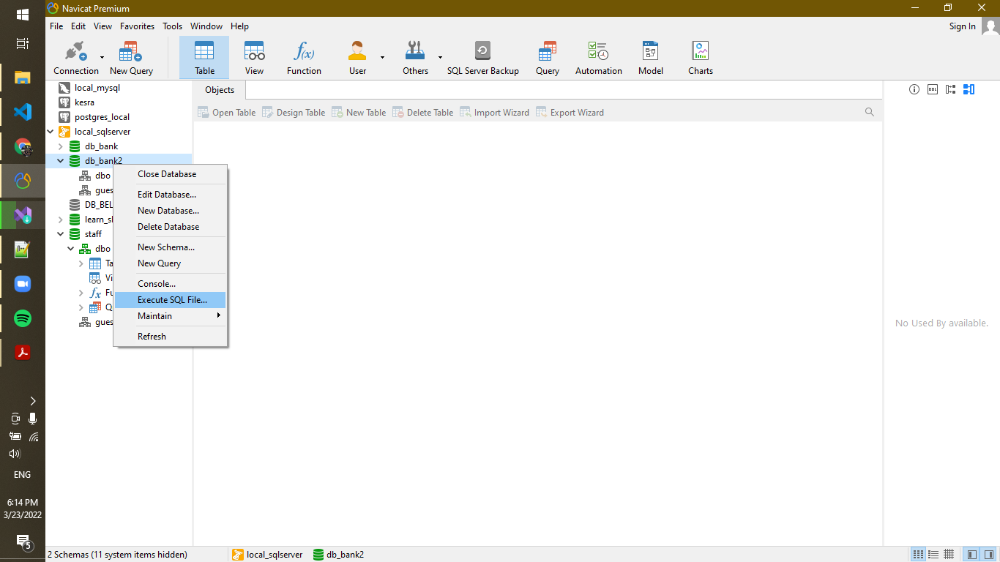 Navicat Premium
File Edit View Favorites Tools Window Help Sign In
Connection New Query Table View Function User Others SQL Server Backup Query Automation Model Charts
local_mysql
kesra
postgres_local
local_sqlserver
db_bank
db_bank2
dbo
gues
DB_BEL
learn_sl
staff
dbo
Ta
Vi
Fu
Q
gues
Close Database
Edit Database...
New Database...
Delete Database
New Schema...
New Query
Console...
Execute SQL File...
Maintain
Refresh
Objects
Open Table Design Table New Table Delete Table Import Wizard Export Wizard
DDL
No Used By available.
ENG
6:14 PM
3/23/2022
5
2 Schemas (11 system items hidden) local_sqlserver db_bank2